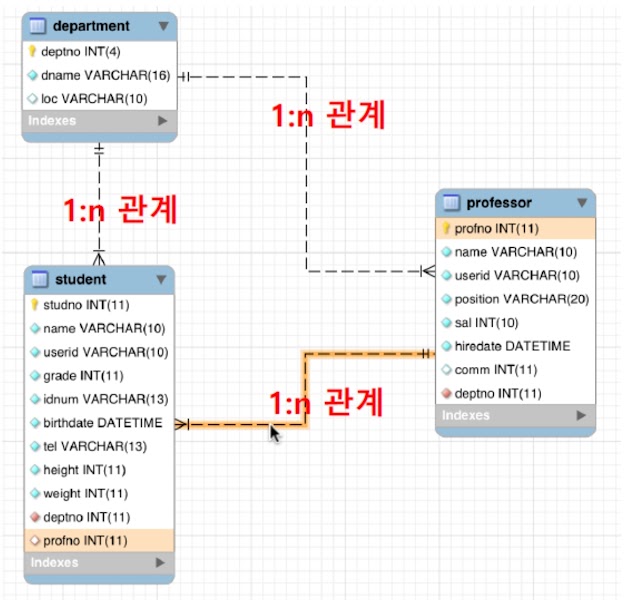 department
deptno INT(4)
dname VARCHAR(16)
loc VARCHAR(10)
Indexes
1:n 관계
1:n 관계
professor
profno INT(11)
name VARCHAR(10)
userid VARCHAR(10)
position VARCHAR(20)
sal INT(10)
hiredate DATETIME
comm INT(11)
deptno INT(11)
Indexes
student
studno INT(11)
name VARCHAR(10)
userid VARCHAR(10)
grade INT(11)
idnum VARCHAR(13)
birthdate DATETIME
tel VARCHAR(13)
height INT(11)
weight INT(11)
deptno INT(11)
profno INT(11)
Indexes
1:n 관계